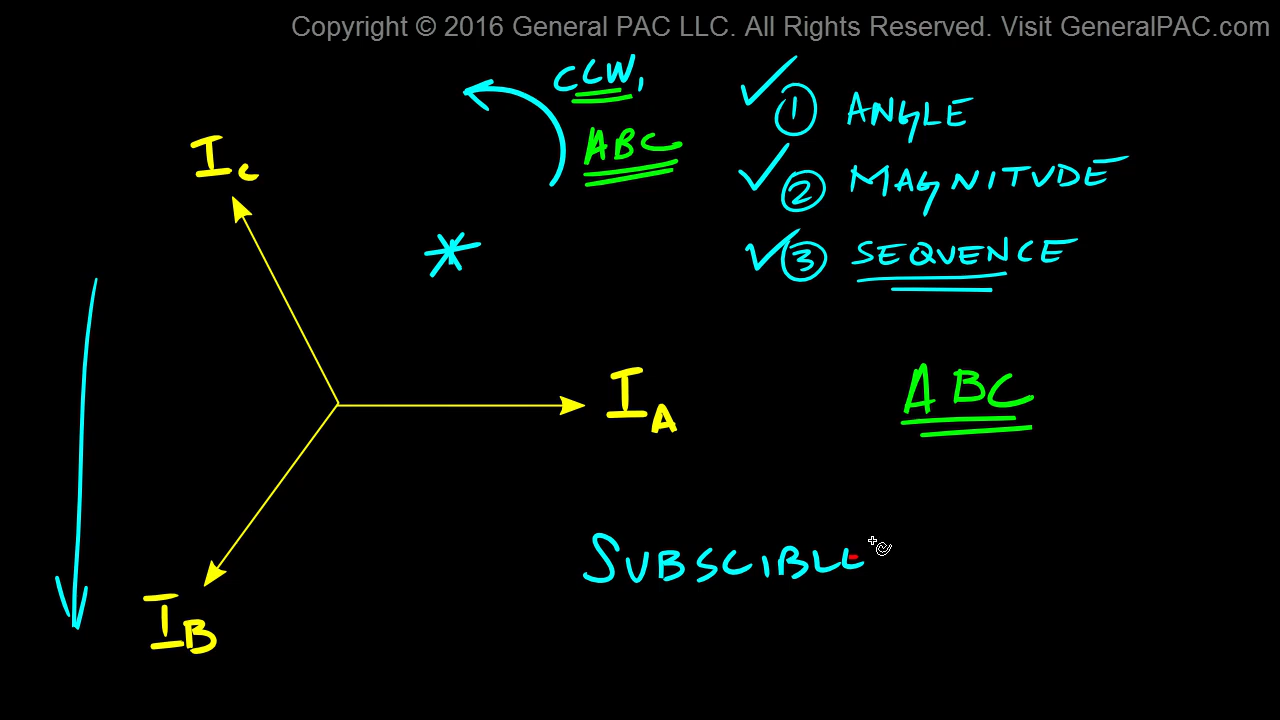 Copyright © 2016 General PAC LLC. All Rights Reserved. Visit GeneralPAC.com
CCW,
ABC
1 ANGLE
2 MAGNITUDE
3 SEQUENCE
Ic
IA
ABC
IB
SUBSCIBLE